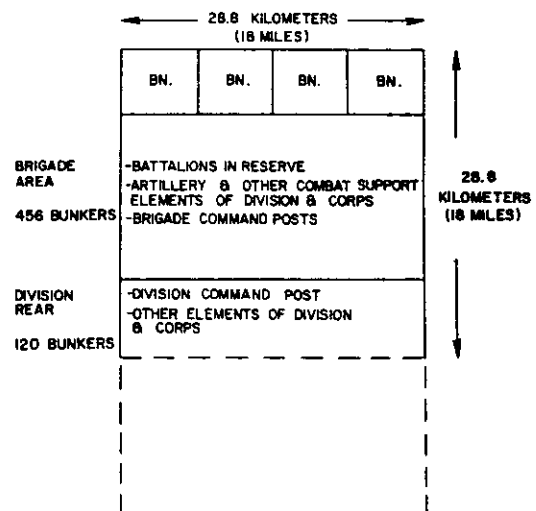 28.8 KILOMETERS
(18 MILES)
BN. BN. BN. BN.
BRIGADE
AREA
456 BUNKERS
-BATTALIONS IN RESERVE
-ARTILLERY & OTHER COMBAT SUPPORT
ELEMENTS OF DIVISION & CORPS
-BRIGADE COMMAND POSTS
28.8
KILOMETERS
(18 MILES)
DIVISION
REAR
120 BUNKERS
-DIVISION COMMAND POST
-OTHER ELEMENTS OF DIVISION
& CORPS